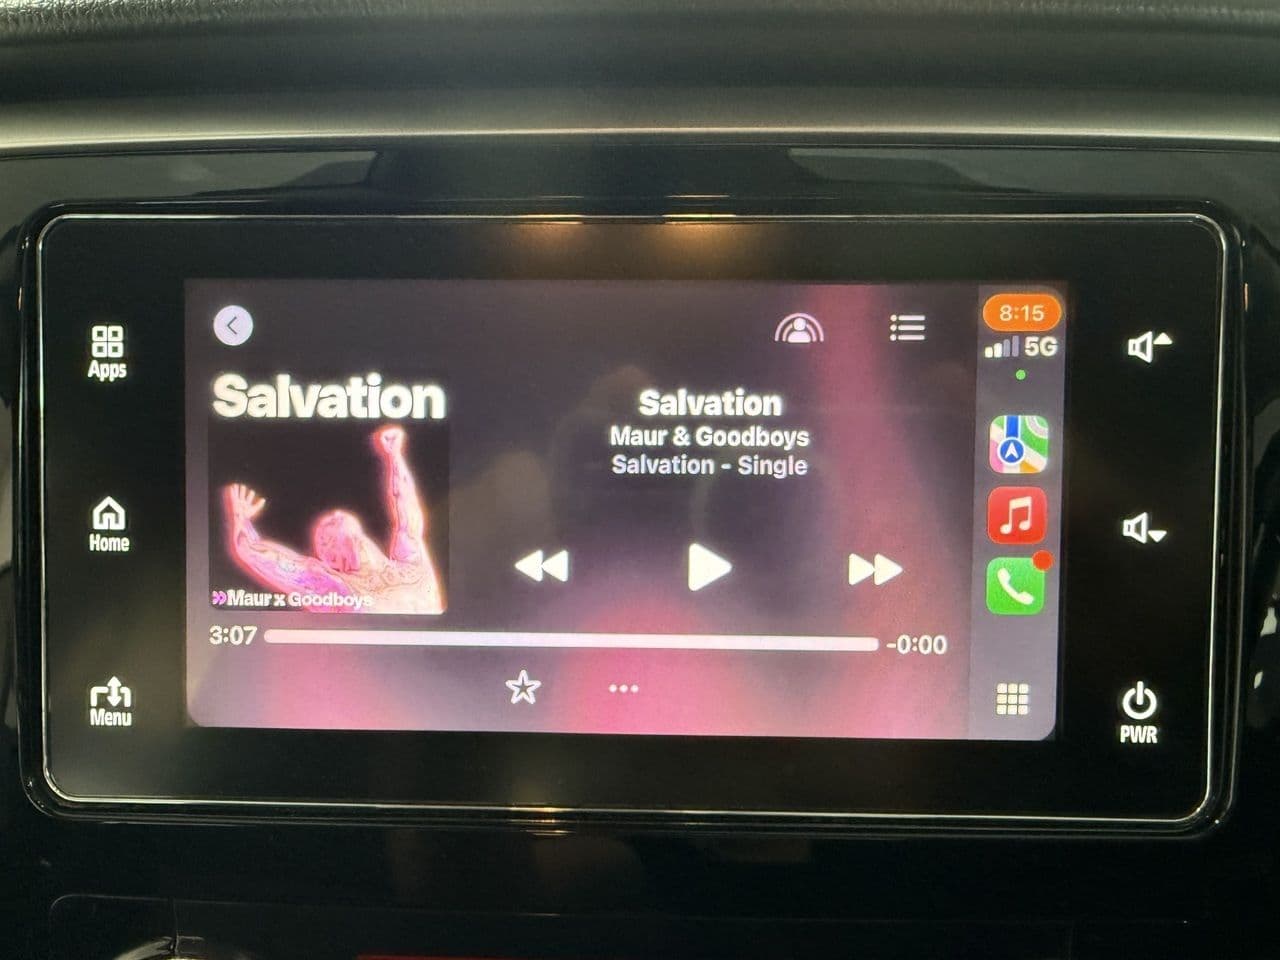 Apps
Home
Menu
Salvation
»Maur x Goodboys
Salvation
Maur & Goodboys
Salvation - Single
3:07
-0:00
8:15
5G
PWR